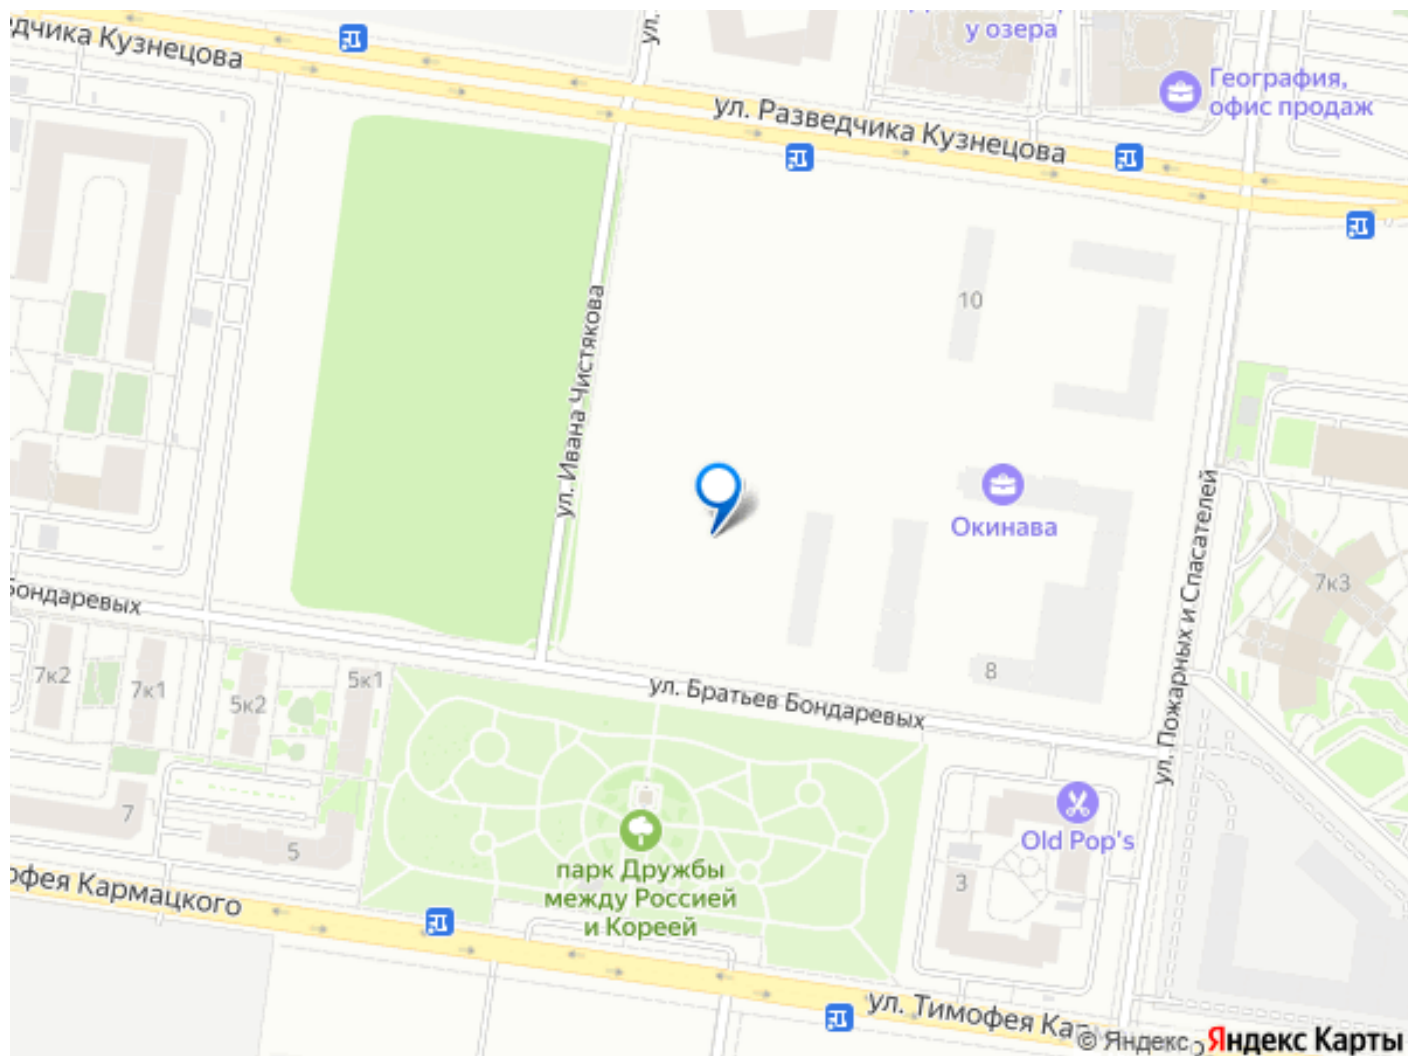 у озера
География,
офис продаж
дчика Кузнецова
ул.
ул. Разведчика Кузнецова
10
ул. Ивана Чистякова
Окинава
ул. Пожарных и Спасателей
7к3
Бондаревых
7к2
7к1
5к2
5к1
8
ул. Братьев Бондаревых
7
5
Old Pop's
3
парк Дружбы
между Россией
и Кореей
офея Кармацкого
ул. Тимофея Ка
© Яндекс Яндекс Карты